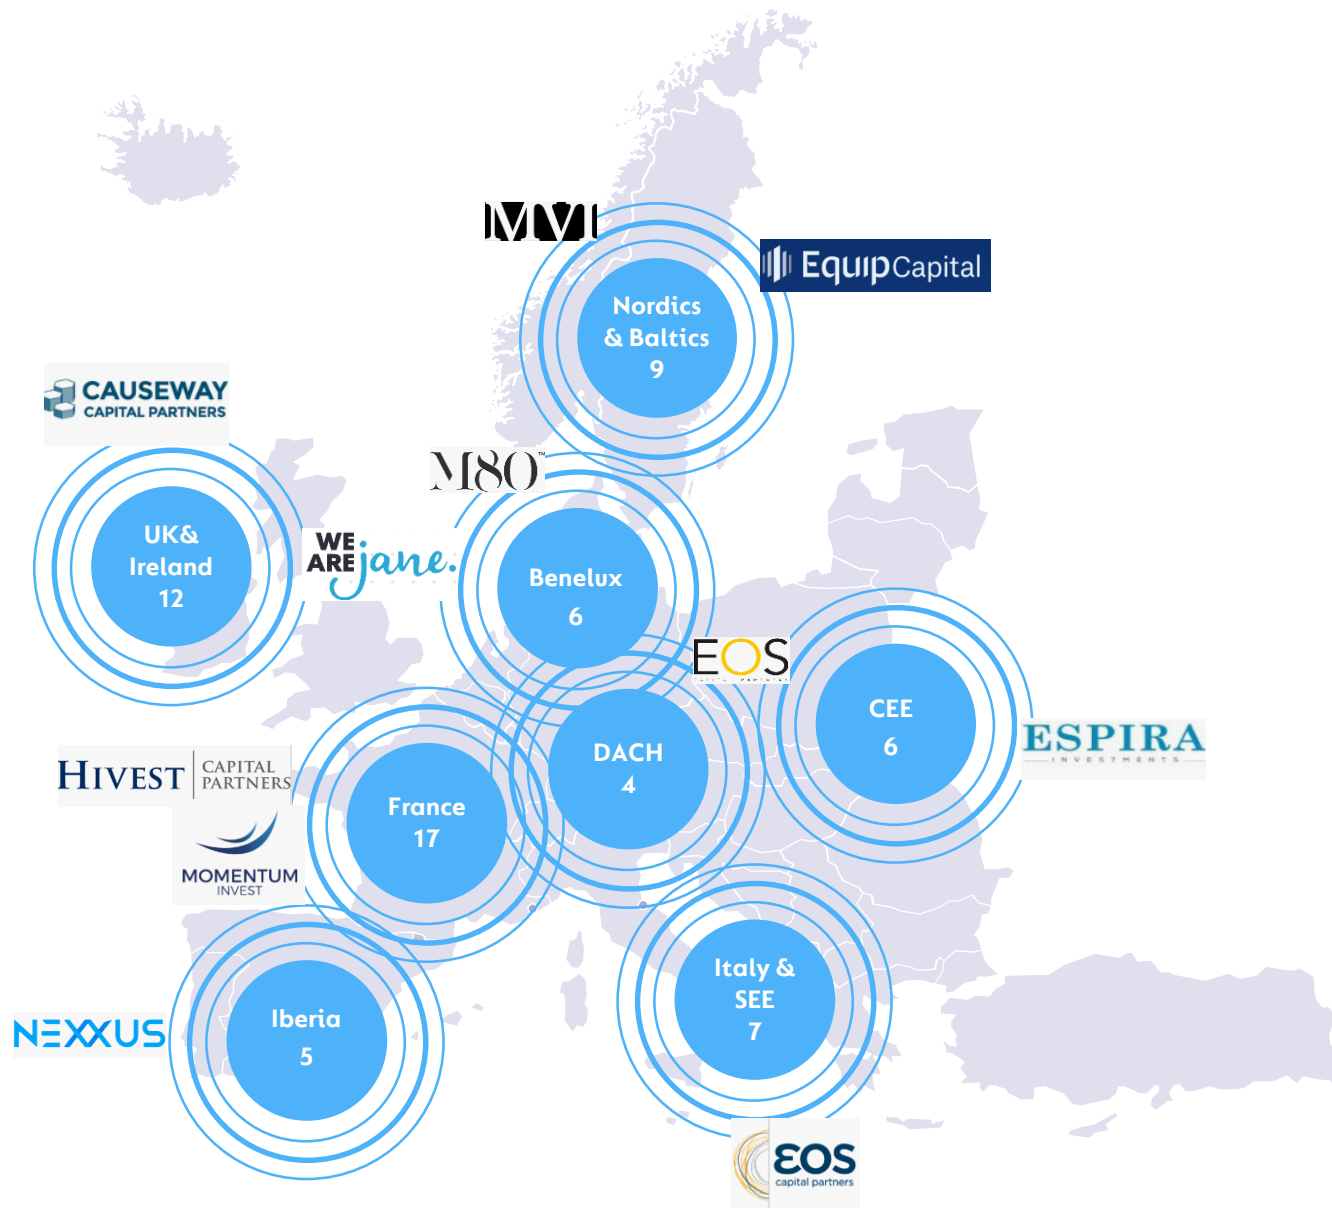 MVI
EquipCapital
Nordics
& Baltics
9
CAUSEWAY
CAPITAL PARTNERS
M80™
UK&
Ireland
12
WE
ARE jane.
Benelux
6
EOS
CEE
6
ESPIRA
INVESTMENTS
DACH
4
HIVEST CAPITAL
PARTNERS
France
17
MOMENTUM
INVEST
Italy &
SEE
7
NEXXUS
Iberia
5
EOS
capital partners